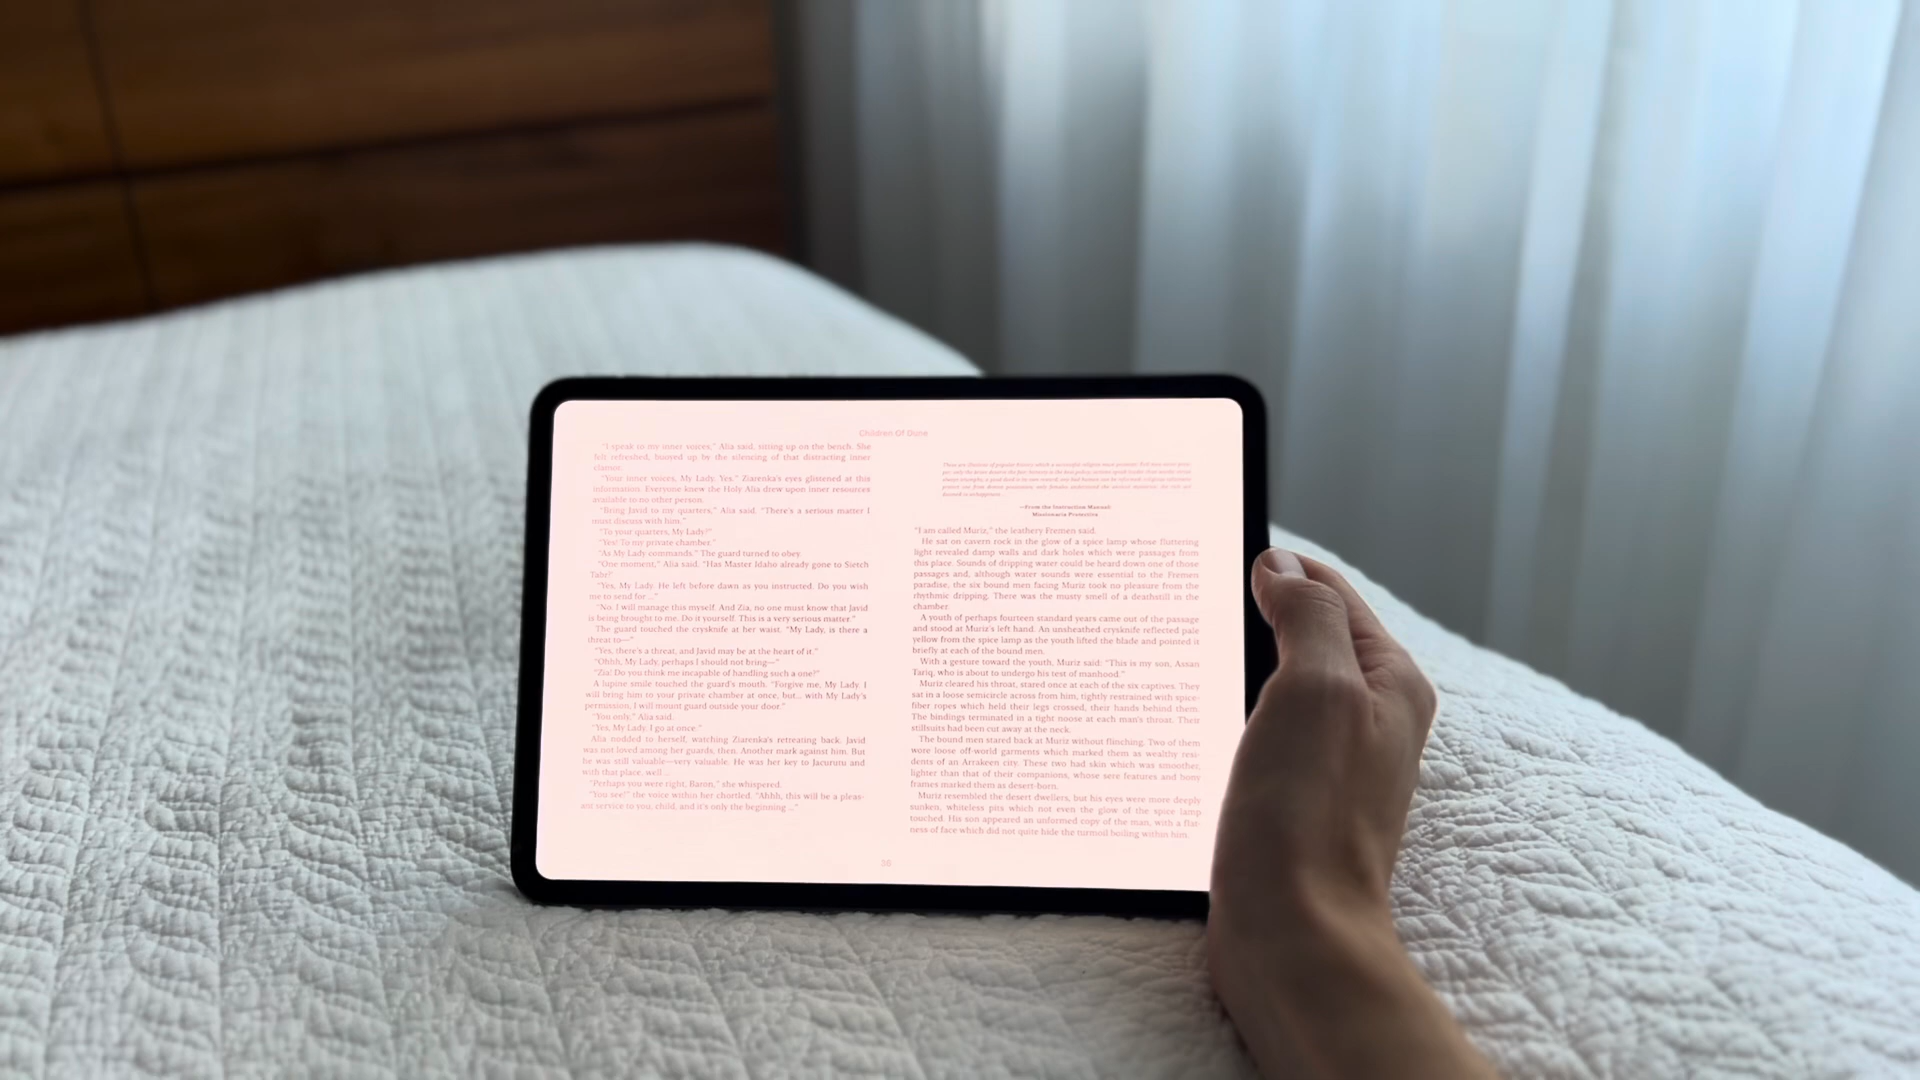 Children Of Dune
“I speak to my inner voices,” Alia said, sitting up on the bench. She
felt refreshed, buoyed up by the silencing of that distracting inner
clamor.
“Your inner voices, My Lady. Yes.” Ziarenka’s eyes glistened at this
information. Everyone knew the Holy Alia drew upon inner resources
available to no other person.
“Bring Javid to my quarters,” Alia said. “There’s a serious matter I
must discuss with him.”
“To your quarters, My Lady?”
“Yes! To my private chamber.”
“As My Lady commands.” The guard turned to obey.
“One moment,” Alia said. “Has Master Idaho already gone to Sietch
Tabr?”
“Yes, My Lady. He left before dawn as you instructed. Do you wish
me to send for ...”
“No. I will manage this myself. And Zia, no one must know that Javid
is being brought to me. Do it yourself. This is a very serious matter.”
The guard touched the crysknife at her waist. “My Lady, is there a
threat to—”
“Yes, there’s a threat, and Javid may be at the heart of it.”
“Ohhh, My Lady, perhaps I should not bring—”
“Zia! Do you think me incapable of handling such a one?”
A lupine smile touched the guard’s mouth. “Forgive me, My Lady. I
will bring him to your private chamber at once, but... with My Lady’s
permission, I will mount guard outside your door.”
“You only,” Alia said.
“Yes, My Lady. I go at once.”
Alia nodded to herself, watching Ziarenka’s retreating back. Javid
was not loved among her guards, then. Another mark against him. But
he was still valuable—very valuable. He was her key to Jacurutu and
with that place, well ...
“Perhaps you were right, Baron,” she whispered.
“You see!” the voice within her chortled. “Ahhh, this will be a pleas-
ant service to you, child, and it’s only the beginning ...”
—From the Instruction Manual:
Missionaria Protectiva
“I am called Muriz,” the leathery Fremen said.
He sat on cavern rock in the glow of a spice lamp whose fluttering
light revealed damp walls and dark holes which were passages from
this place. Sounds of dripping water could be heard down one of those
passages and, although water sounds were essential to the Fremen
paradise, the six bound men facing Muriz took no pleasure from the
rhythmic dripping. There was the musty smell of a deathstill in the
chamber.
A youth of perhaps fourteen standard years came out of the passage
and stood at Muriz’s left hand. An unsheathed crysknife reflected pale
yellow from the spice lamp as the youth lifted the blade and pointed it
briefly at each of the bound men.
With a gesture toward the youth, Muriz said: “This is my son, Assan
Tariq, who is about to undergo his test of manhood.”
Muriz cleared his throat, stared once at each of the six captives. They
sat in a loose semicircle across from him, tightly restrained with spice-
fiber ropes which held their legs crossed, their hands behind them.
The bindings terminated in a tight noose at each man’s throat. Their
stillsuits had been cut away at the neck.
The bound men stared back at Muriz without flinching. Two of them
wore loose off-world garments which marked them as wealthy resi-
dents of an Arrakeen city. These two had skin which was smoother,
lighter than that of their companions, whose sere features and bony
frames marked them as desert-born.
Muriz resembled the desert dwellers, but his eyes were more deeply
sunken, whiteless pits which not even the glow of the spice lamp
touched. His son appeared an unformed copy of the man, with a flat-
ness of face which did not quite hide the turmoil boiling within him.